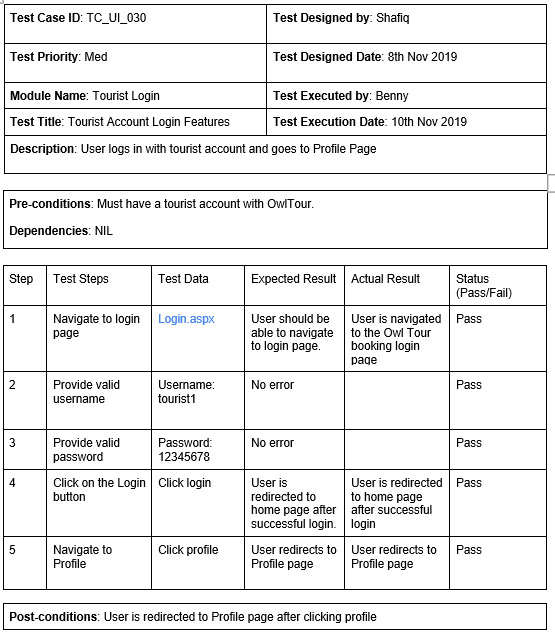 Test Case ID: TC_UI_030
Test Designed by: Shafiq
Test Priority: Med
Test Designed Date: 8th Nov 2019
Module Name: Tourist Login
Test Executed by: Benny
Test Title: Tourist Account Login Features
Test Execution Date: 10th Nov 2019
Description: User logs in with tourist account and goes to Profile Page
Pre-conditions: Must have a tourist account with OwlTour.
Dependencies: NIL
Step
Test Steps
Test Data
Expected Result
Actual Result
Status
(Pass/Fail)
1
Navigate to login
page
Login.aspx
User should be
able to navigate
to login page.
User is navigated
to the Owl Tour
booking login
page
Pass
2
Provide valid
username
Username:
tourist1
No error
Pass
3
Provide valid
password
Password:
12345678
No error
Pass
4
Click on the Login
button
Click login
User is
redirected to
home page after
successful login.
User is redirected
to home page
after successful
login
Pass
5
Navigate to
Profile
Click profile
User redirects to
Profile page
User redirects to
Profile page
Pass
Post-conditions: User is redirected to Profile page after clicking profile